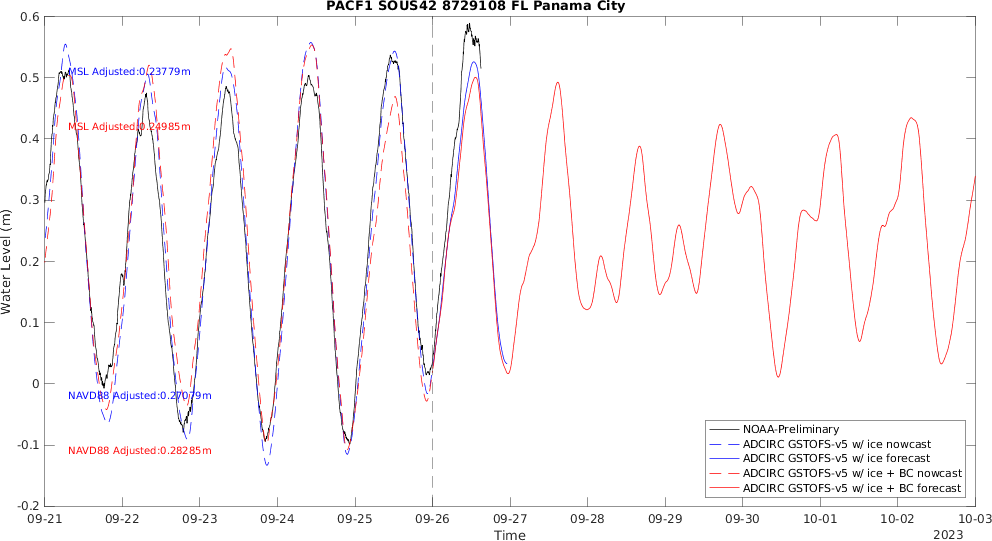 PACF1 SOUS42 8729108 FL Panama City
0.6
0.5
0.4
0.3
0.2
0.1
0
-0.1
-0.2
Water Level (m)
MSL Adjusted:0.23779m
MSL Adjusted:0.24985m
NAVD88 Adjusted:0.27079m
NAVD88 Adjusted:0.28285m
NOAA-Preliminary
ADCIRC GSTOFS-v5 w/ ice nowcast
ADCIRC GSTOFS-v5 w/ ice forecast
ADCIRC GSTOFS-v5 w/ ice + BC nowcast
ADCIRC GSTOFS-v5 w/ ice + BC forecast
09-21 09-22 09-23 09-24 09-25 09-26 09-27 09-28 09-29 09-30 10-01 10-02 10-03
Time
2023